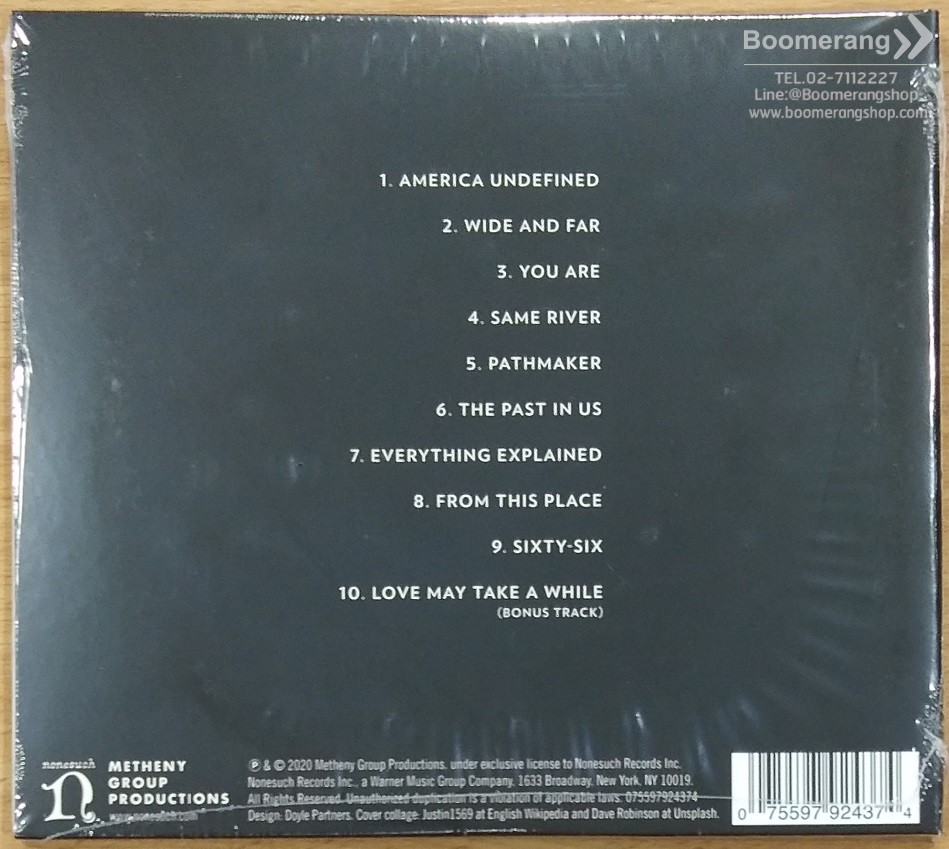 Boomerang
TEL.02-7112227
Line:@Boomerangshop
www.boomerangshop.com
1. AMERICA UNDEFINED
2. WIDE AND FAR
3. YOU ARE
4. SAME RIVER
5. PATHMAKER
6. THE PAST IN US
7. EVERYTHING EXPLAINED
8. FROM THIS PLACE
9. SIXTY-SIX
10. LOVE MAY TAKE A WHILE
(BONUS TRACK)
nonesuch
n
METHENY
GROUP
PRODUCTIONS
www.nonesuch.com
℗ & © 2020 Metheny Group Productions. under exclusive license to Nonesuch Records Inc.
Nonesuch Records Inc., a Warner Music Group Company. 1633 Broadway, New York, NY 10019.
All Rights Reserved. Unauthorized duplication is a violation of applicable laws. 075597924374
Design: Doyle Partners. Cover collage: Justin1569 at English Wikipedia and Dave Robinson at Unsplash.
0 75597 92437 4